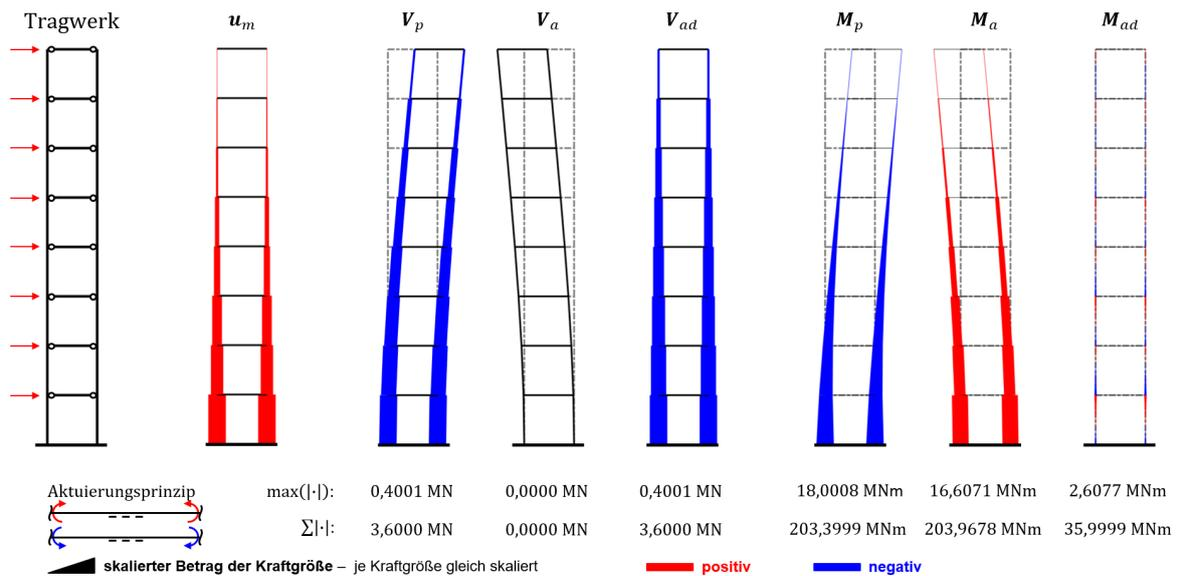 Tragwerk u_m V_p V_a V_ad M_p M_a M_ad
Aktuierungsprinzip max(|·|): 0,4001 MN 0,0000 MN 0,4001 MN 18,0008 MNm 16,6071 MNm 2,6077 MNm
∑|·|: 3,6000 MN 0,0000 MN 3,6000 MN 203,3999 MNm 203,9678 MNm 35,9999 MNm
skalierter Betrag der Kraftgröße – je Kraftgröße gleich skaliert positiv negativ